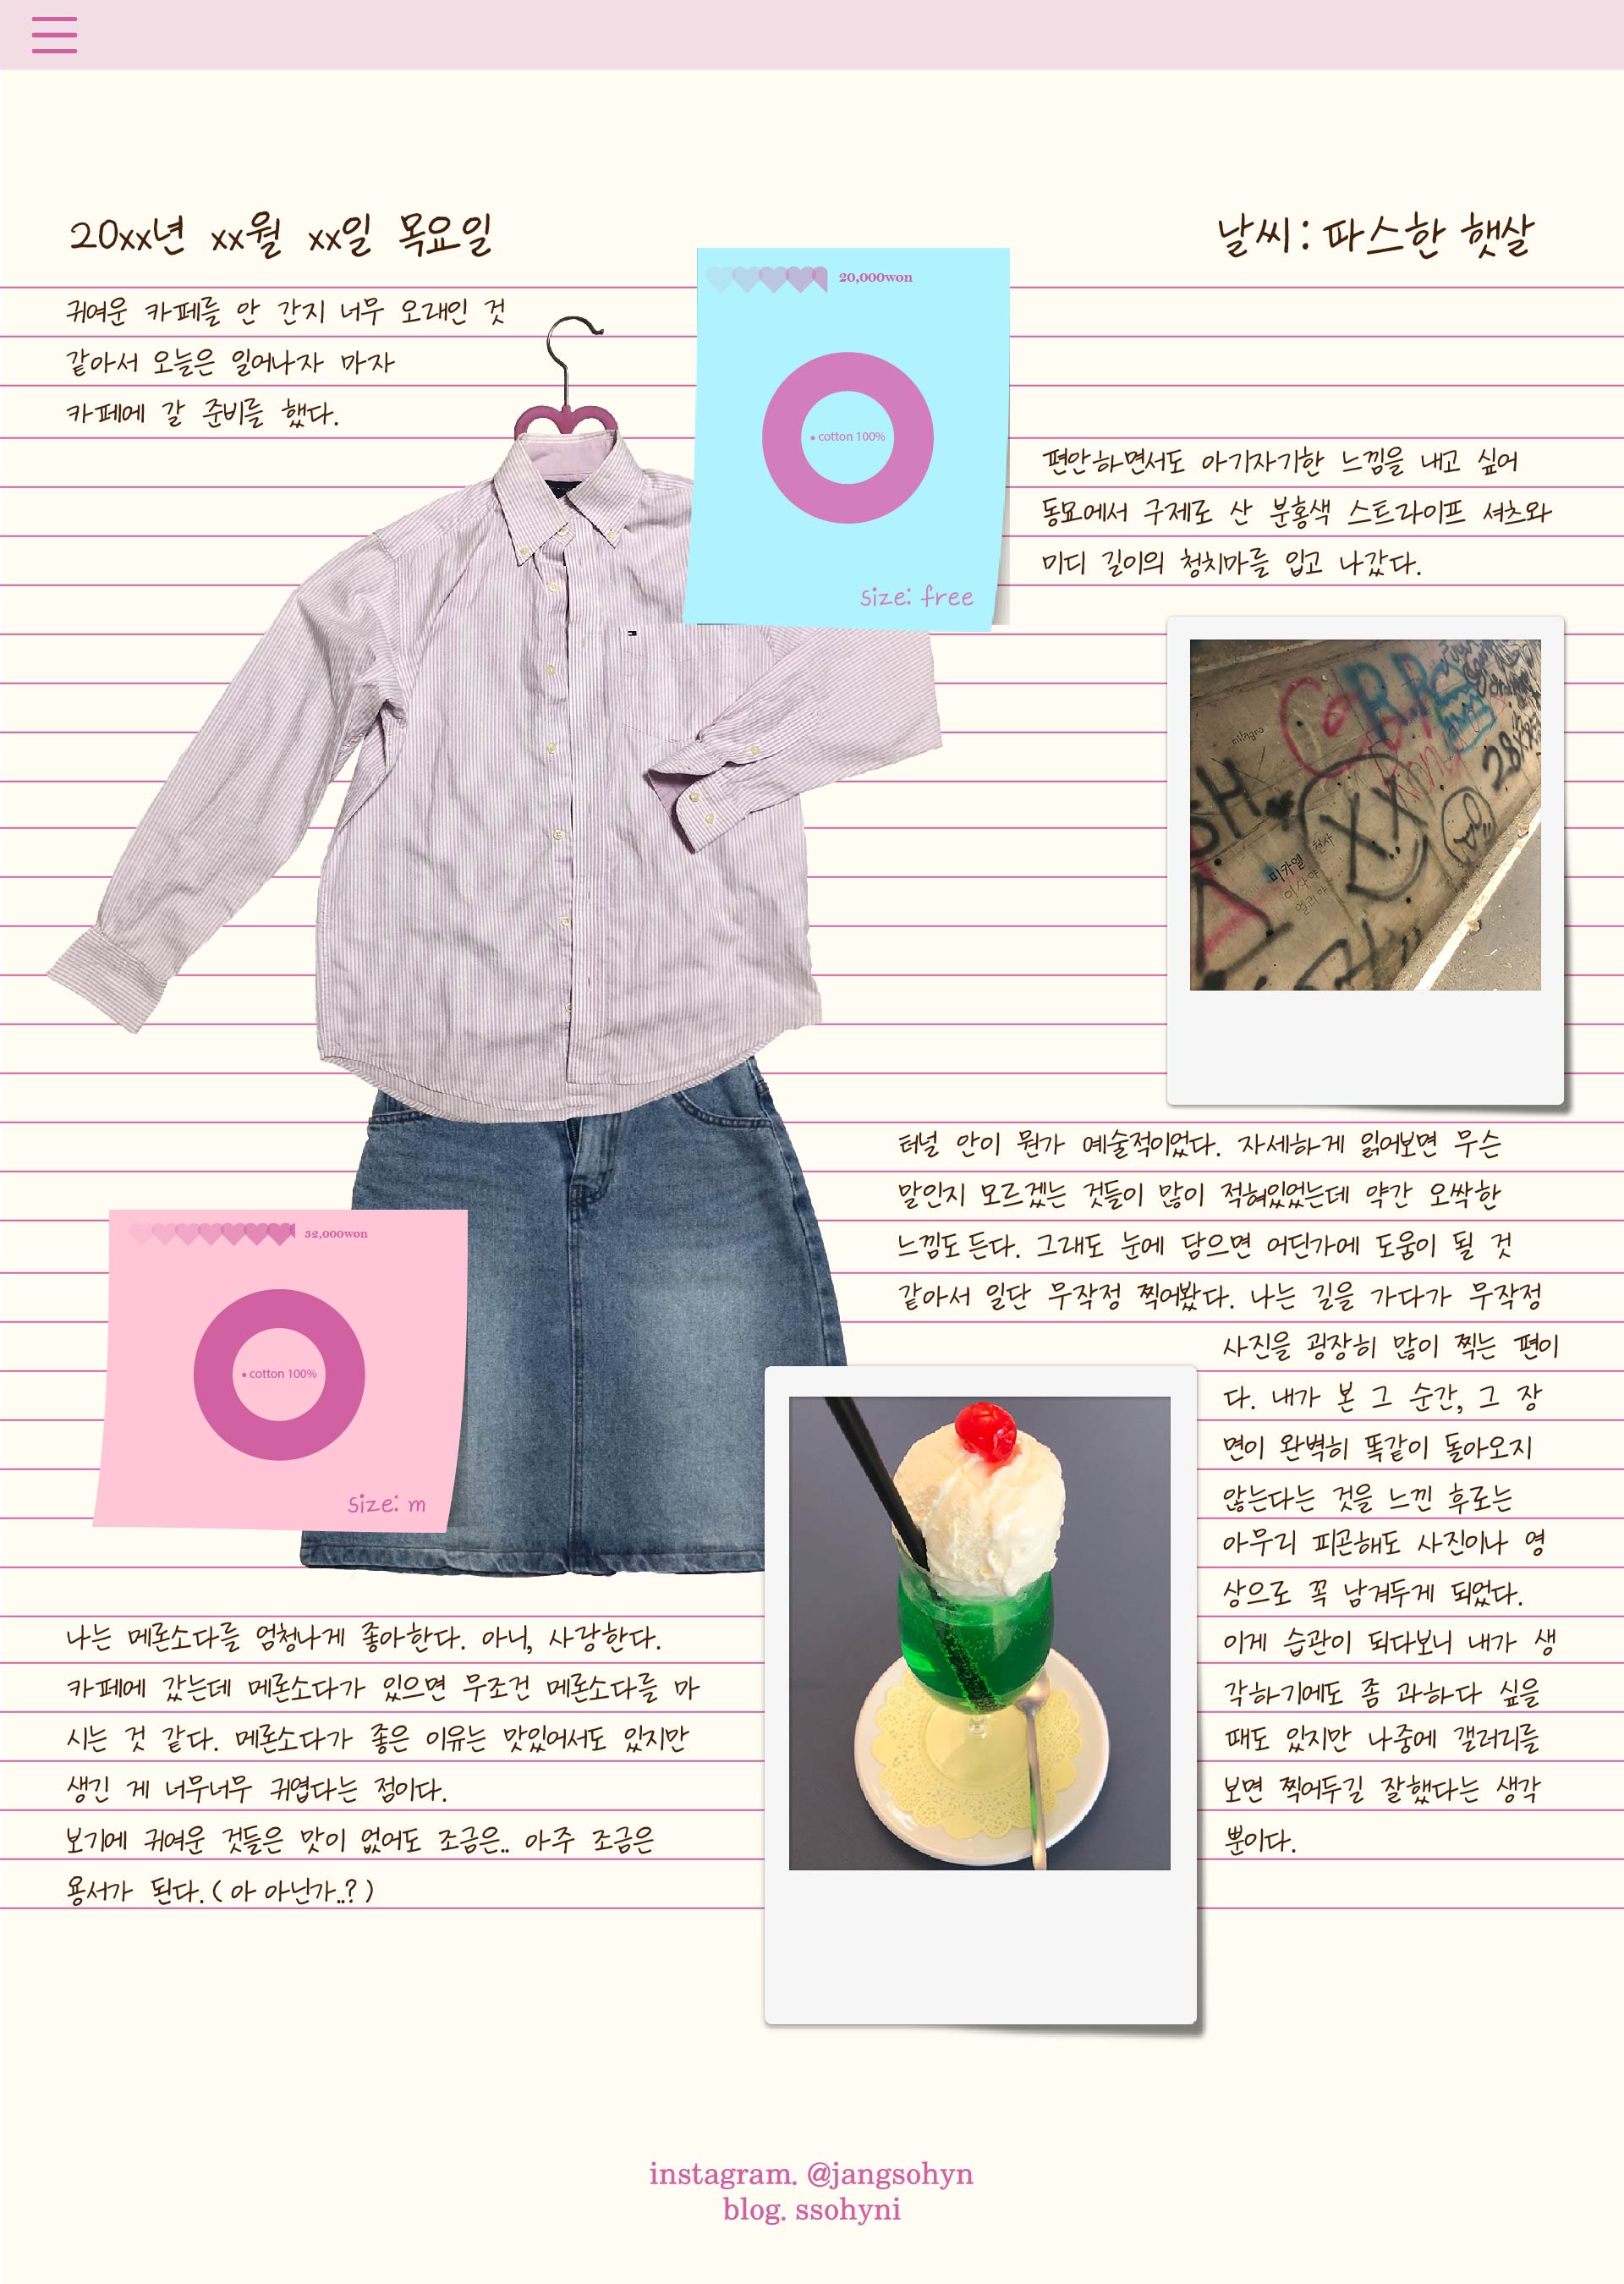 20xx년 xx월 xx일 목요일
날씨: 따스한 햇살
귀여운 카페를 안 간지 너무 오래인 것
같아서 오늘은 일어나자 마자
카페에 갈 준비를 했다.
20,000won
• cotton 100%
size: free
편안하면서도 아기자기한 느낌을 내고 싶어
동묘에서 구제로 산 분홍색 스트라이프 셔츠와
미디 길이의 청치마를 입고 나갔다.
milagro
28
SH
미카엘 천사
이사야
엘리야
터널 안이 뭔가 예술적이었다. 자세하게 읽어보면 무슨
말인지 모르겠는 것들이 많이 적혀있었는데 약간 오싹한
느낌도 든다. 그래도 눈에 담으면 어딘가에 도움이 될 것
같아서 일단 무작정 찍어봤다. 나는 길을 가다가 무작정
사진을 굉장히 많이 찍는 편이
다. 내가 본 그 순간, 그 장
면이 완벽히 똑같이 돌아오지
않는다는 것을 느낀 후로는
아무리 피곤해도 사진이나 영
상으로 꼭 남겨두게 되었다.
이게 습관이 되다보니 내가 생
각하기에도 좀 과하다 싶을
때도 있지만 나중에 갤러리를
보면 찍어두길 잘했다는 생각
뿐이다.
32,000won
• cotton 100%
size: m
나는 메론소다를 엄청나게 좋아한다. 아니, 사랑한다.
카페에 갔는데 메론소다가 있으면 무조건 메론소다를 마
시는 것 같다. 메론소다가 좋은 이유는 맛있어서도 있지만
생긴 게 너무너무 귀엽다는 점이다.
보기에 귀여운 것들은 맛이 없어도 조금은.. 아주 조금은
용서가 된다. ( 아 아닌가..? )
instagram. @jangsohyn
blog. ssohyni